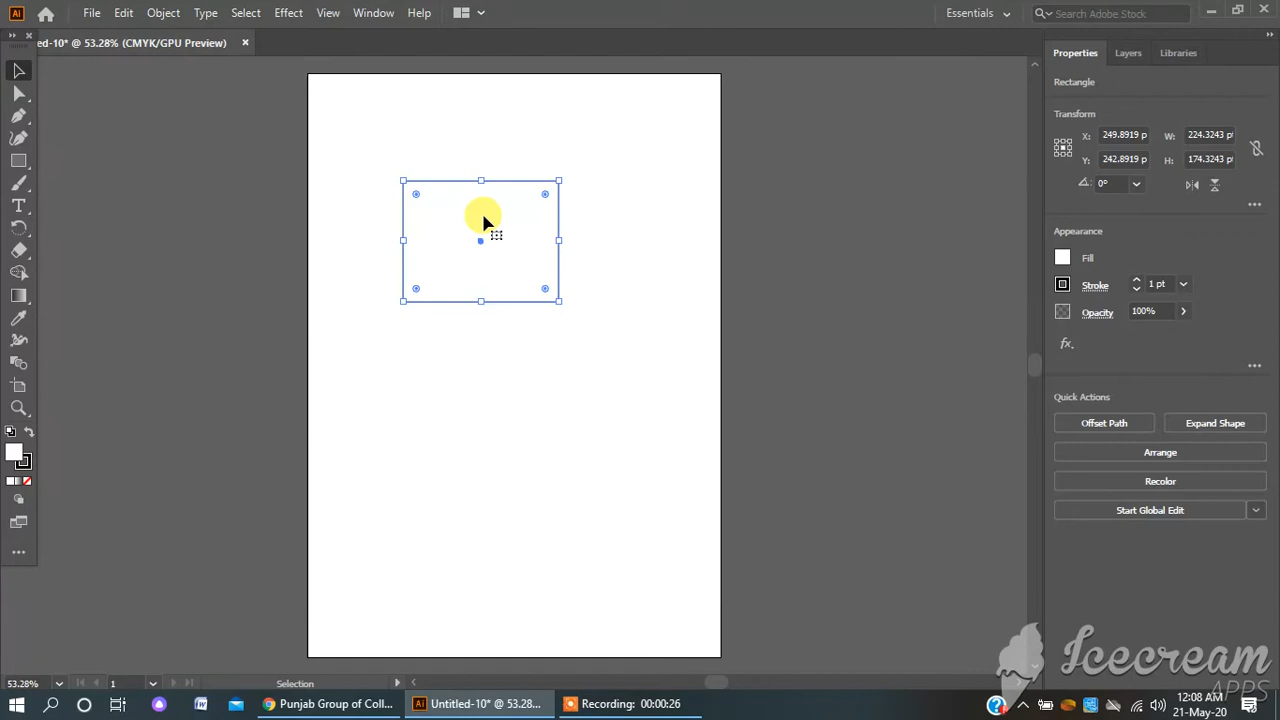 Ai File Edit Object Type Select Effect View Window Help Essentials Search Adobe Stock
ed-10* @ 53.28% (CMYK/GPU Preview)
Properties Layers Libraries
Rectangle
Transform
X: 249.8919 p W: 224.3243 p
Y: 242.8919 p H: 174.3243 p
0°
Appearance
Fill
Stroke 1 pt
Opacity 100%
fx.
Quick Actions
Offset Path Expand Shape
Arrange
Recolor
Start Global Edit
T
53.28% 1 Selection
Icecream
APPS
Punjab Group of Coll... Ai Untitled-10* @ 53.28... Recording: 00:00:26
12:08 AM
21-May-20